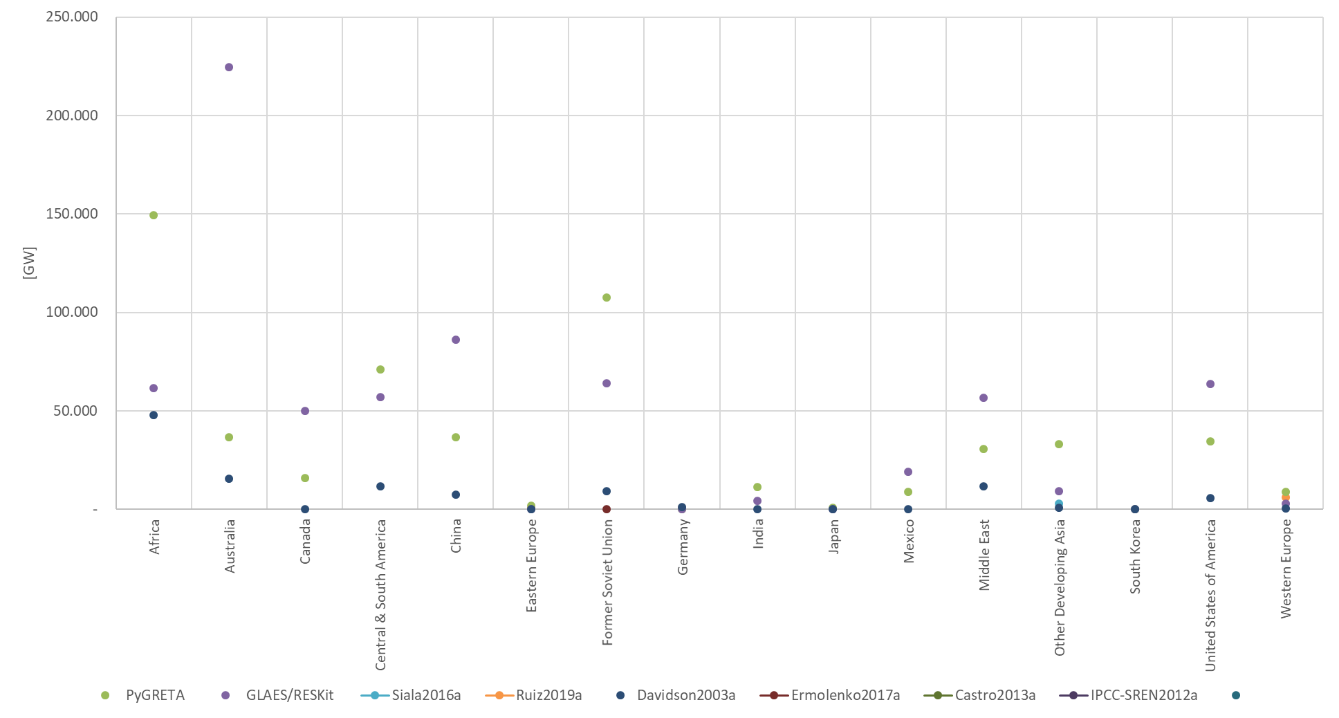 250.000
200.000
150.000
100.000
50.000
-
[GW]
Africa
Australia
Canada
Central & South America
China
Eastern Europe
Former Soviet Union
Germany
India
Japan
Mexico
Middle East
Other Developing Asia
South Korea
United States of America
Western Europe
PyGRETA GLAES/RESKit Siala2016a Ruiz2019a Davidson2003a Ermolenko2017a Castro2013a IPCC-SREN2012a